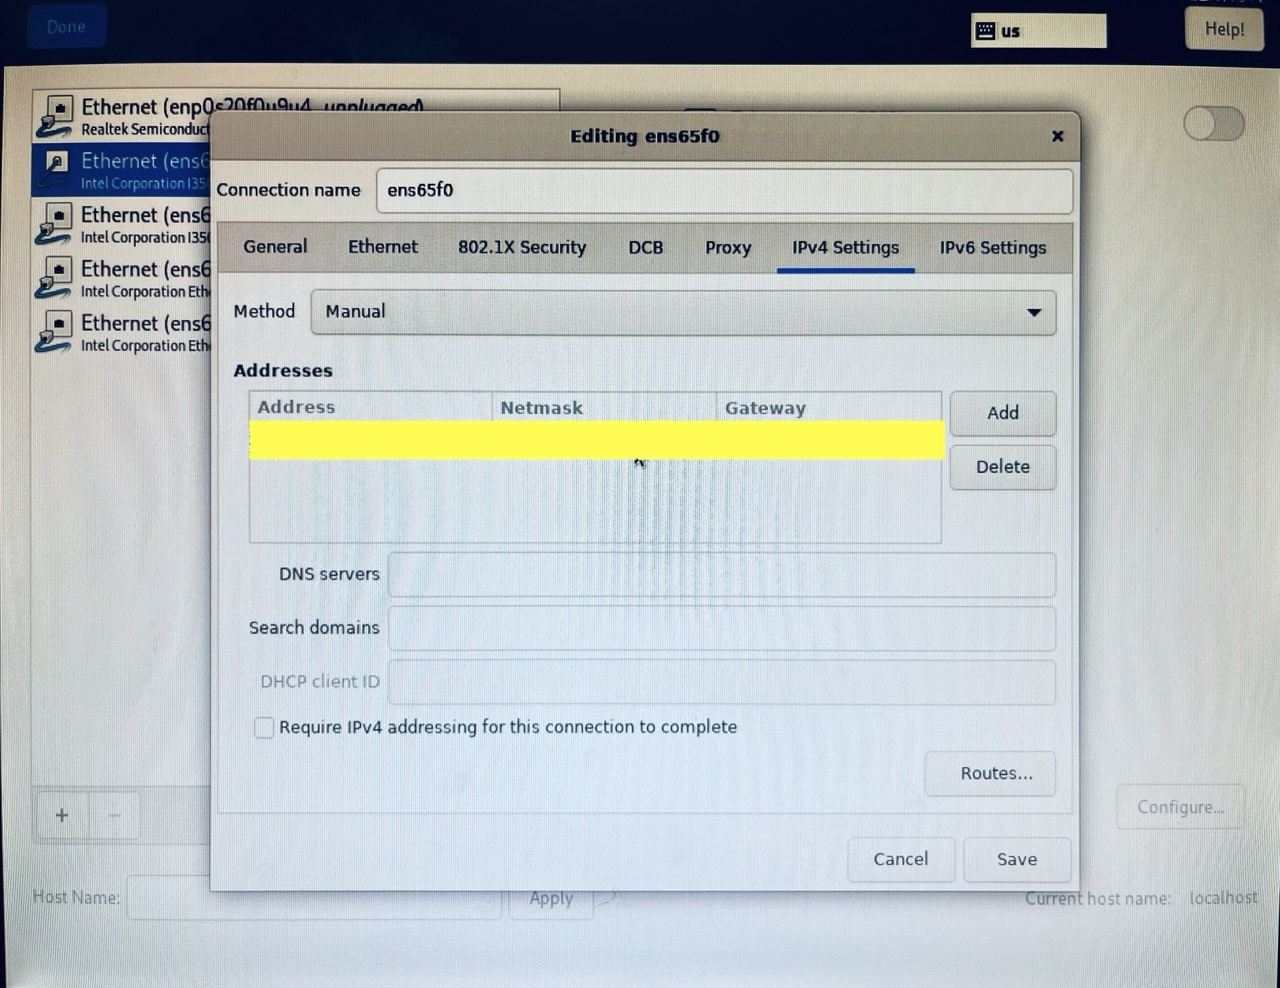 Done
us
Help!
Ethernet (enp0s20f0u9u4, unplugged)
Realtek Semiconduct
Ethernet (ens6
Intel Corporation I350
Ethernet (ens6
Intel Corporation I350
Ethernet (ens6
Intel Corporation Eth
Ethernet (ens6
Intel Corporation Eth
Editing ens65f0
Connection name ens65f0
General Ethernet 802.1X Security DCB Proxy IPv4 Settings IPv6 Settings
Method Manual
Addresses
Address Netmask Gateway
Add
Delete
DNS servers
Search domains
DHCP client ID
Require IPv4 addressing for this connection to complete
Routes...
Cancel Save
+ −
Configure...
Host Name: Apply Current host name: localhost